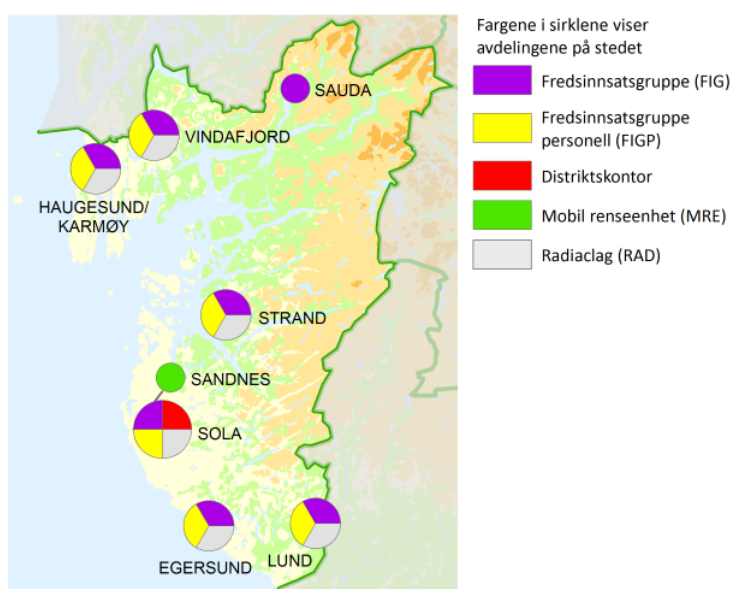 Fargene i sirklene viser
avdelingene på stedet
Fredsinnsatsgruppe (FIG)
Fredsinnsatsgruppe
personell (FIGP)
Distriktskontor
Mobil renseenhet (MRE)
Radiaclag (RAD)
SAUDA
VINDAFJORD
HAUGESUND/
KARMØY
STRAND
SANDNES
SOLA
EGERSUND
LUND